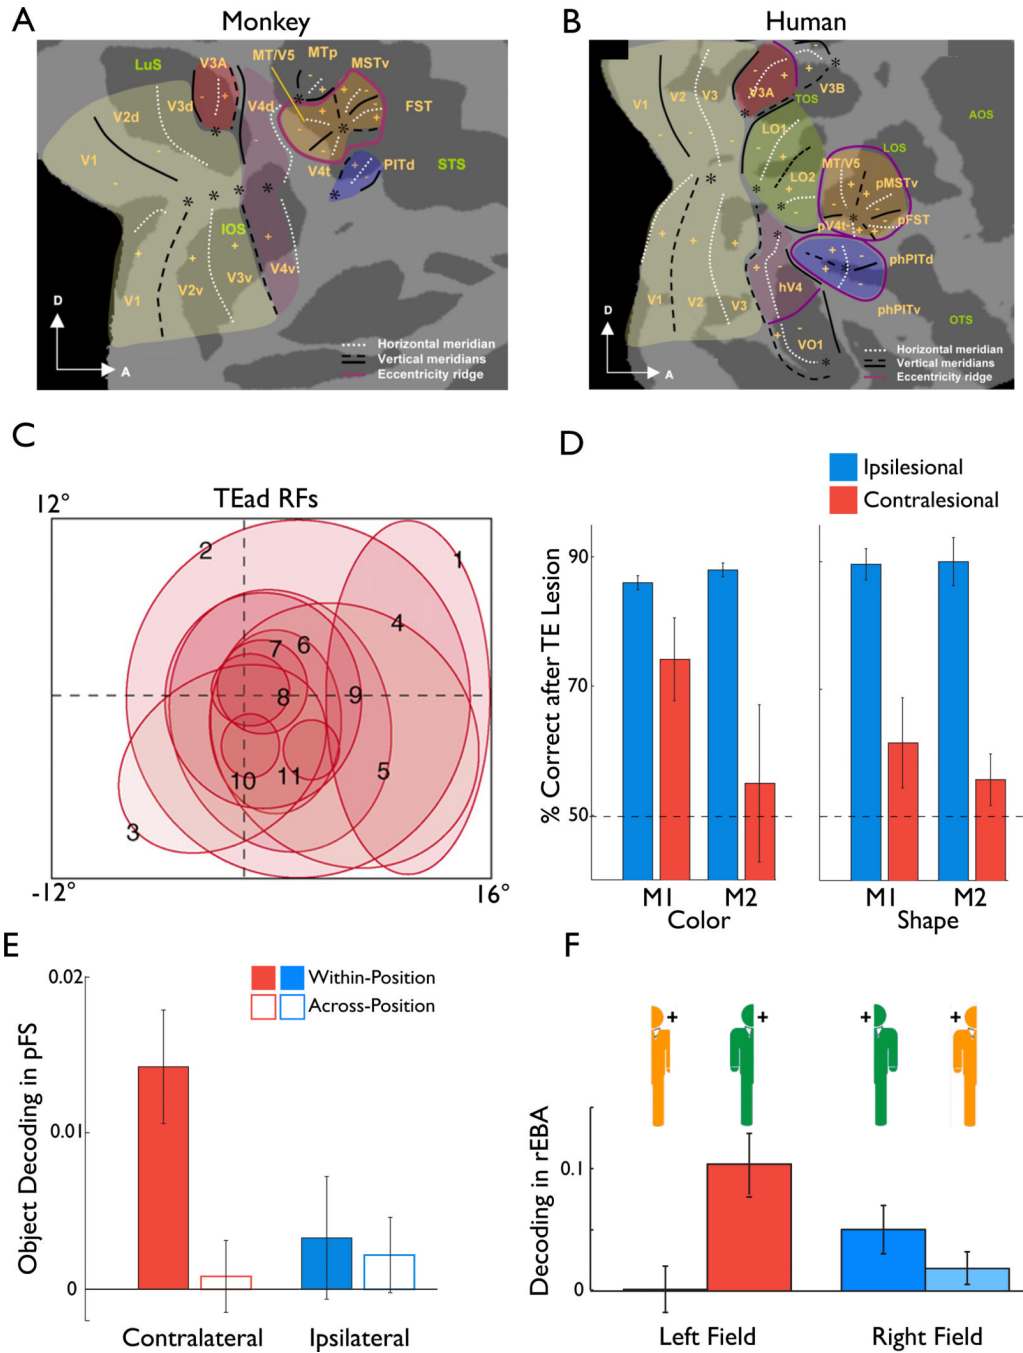 A
Monkey
LuS
V3A
MT/V5
MTp
MSTv
V3d
V4d
FST
V2d
V1
V4t
PITd
STS
IOS
V1
V2v
V3v
V4v
D
A
Horizontal meridian
Vertical meridians
Eccentricity ridge
B
Human
V1
V2
V3
V3A
V3B
TOS
AOS
LO1
LOS
MT/V5
LO2
pMSTv
pV4t
pFST
phPITd
hV4
V1
V2
V3
phPITv
OTS
VO1
D
A
Horizontal meridian
Vertical meridians
Eccentricity ridge
C
TEad RFs
12°
1
2
3
4
5
6
7
8
9
10
11
-12°
16°
D
Ipsilesional
Contralesional
% Correct after TE Lesion
90
70
50
M1
M2
M1
M2
Color
Shape
E
Object Decoding in pFS
0.02
0.01
0
Within-Position
Across-Position
Contralateral
Ipsilateral
F
Decoding in rEBA
0.1
0
Left Field
Right Field